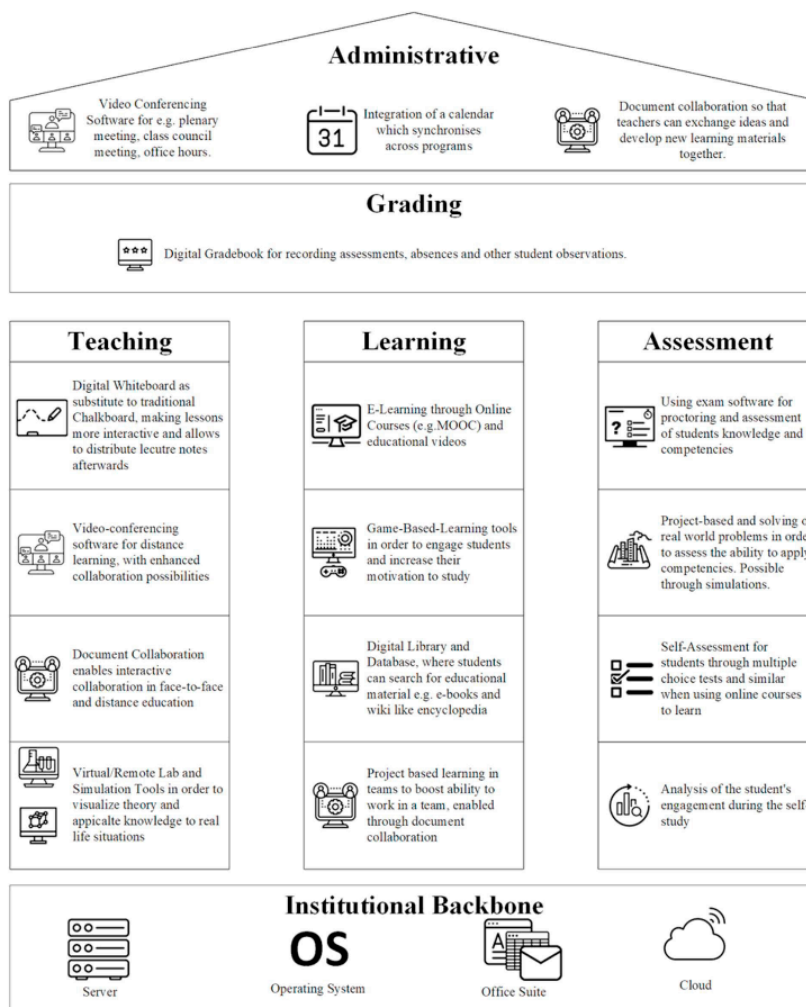 Administrative
Video Conferencing
Software for e.g. plenary
meeting, class council
meeting, office hours.
31
Integration of a calendar
which synchronises
across programs
Document collaboration so that
teachers can exchange ideas and
develop new learning materials
together.
Grading
Digital Gradebook for recording assessments, absences and other student observations.
Teaching
Digital Whiteboard as
substitute to traditional
Chalkboard, making lessons
more interactive and allows
to distribute lecutre notes
afterwards
Video-conferencing
software for distance
learning, with enhanced
collaboration possibilities
Document Collaboration
enables interactive
collaboration in face-to-face
and distance education
Virtual/Remote Lab and
Simulation Tools in order to
visualize theory and
appicalte knowledge to real
life situations
Learning
E-Learning through Online
Courses (e.g.MOOC) and
educational videos
Game-Based-Learning tools
in order to engage students
and increase their
motivation to study
Digital Library and
Database, where students
can search for educational
material e.g. e-books and
wiki like encyclopedia
Project based learning in
teams to boost ability to
work in a team, enabled
through document
collaboration
Assessment
?
Using exam software for
proctoring and assessment
of students knowledge and
competencies
Project-based and solving o
real world problems in orde
to assess the ability to apply
competencies. Possible
through simulations.
Self-Assessment for
students through multiple
choice tests and similar
when using online courses
to learn
Analysis of the student's
engagement during the self-
study
Institutional Backbone
Server
OS
Operating System
A
Office Suite
Cloud